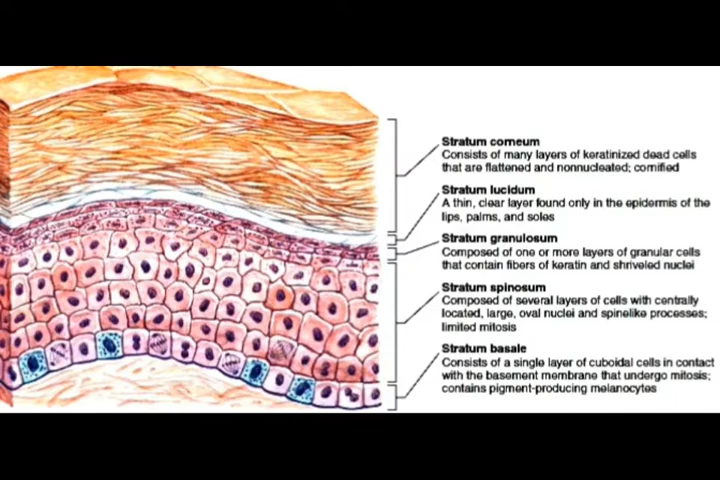 Stratum corneum
Consists of many layers of keratinized dead cells
that are flattened and nonnucleated; cornified
Stratum lucidum
A thin, clear layer found only in the epidermis of the
lips, palms, and soles
Stratum granulosum
Composed of one or more layers of granular cells
that contain fibers of keratin and shriveled nuclei
Stratum spinosum
Composed of several layers of cells with centrally
located, large, oval nuclei and spinelike processes;
limited mitosis
Stratum basale
Consists of a single layer of cuboidal cells in contact
with the basement membrane that undergo mitosis;
contains pigment-producing melanocytes